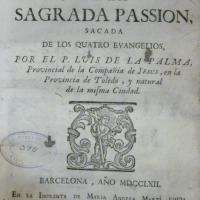 SAGRADA PASSION,
SACADA
DE LOS QUATRO EVANGELIOS,
POR EL P. LUIS DE LA PALMA,
Provincial de la Compañia de JESUS, en la
Provincia de Toledo, y natural
de la misma Ciudad.
BARCELONA, AÑO MDCCLXII.
EN LA IMPRENTA DE MARIA ANGELA MARTÍ VIUDA